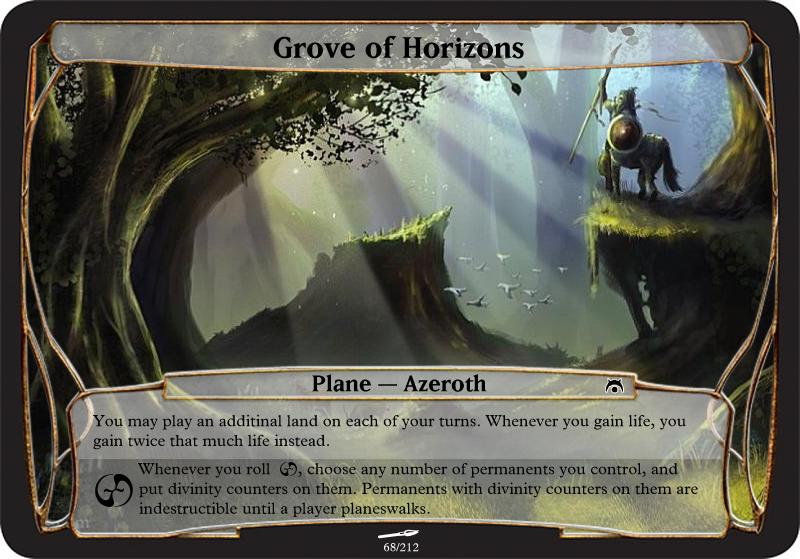 Grove of Horizons
Plane — Azeroth
You may play an additinal land on each of your turns. Whenever you gain life, you
gain twice that much life instead.
Whenever you roll , choose any number of permanents you control, and
put divinity counters on them. Permanents with divinity counters on them are
indestructible until a player planeswalks.
68/212